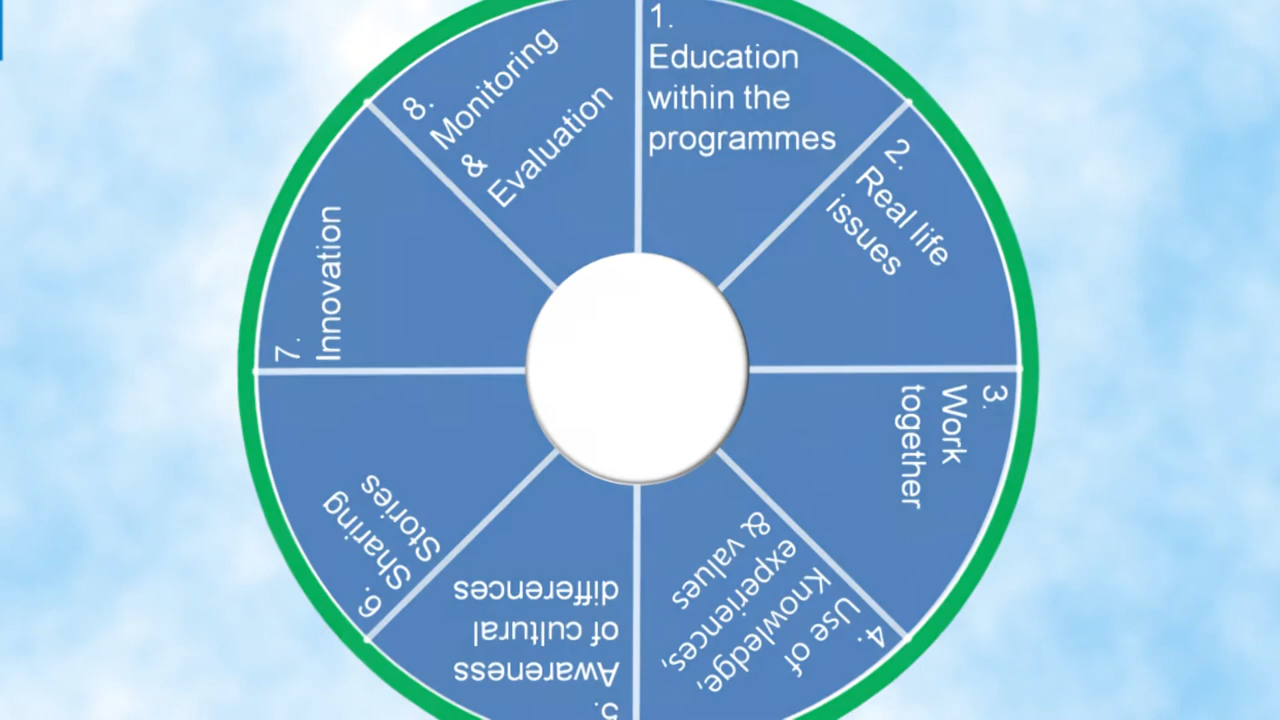 1.
Education
within the
programmes
2.
Real life
issues
3.
Work
together
4.
Use of
Knowledge,
experiences,
& values
5.
Awareness
of cultural
differences
6.
Sharing
Stories
7.
Innovation
8.
Monitoring
&
Evaluation